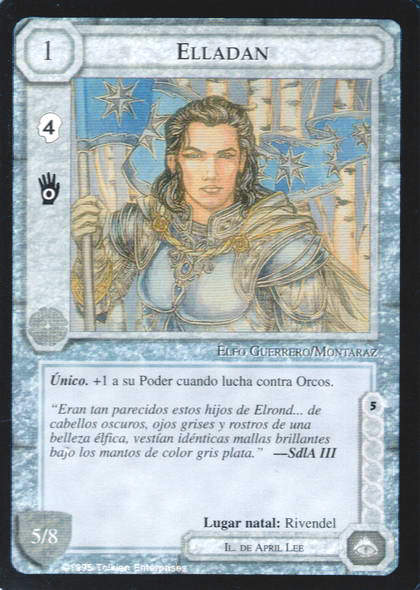 1
ELLADAN
4
ELFO GUERRERO/MONTARAZ
Único. +1 a su Poder cuando lucha contra Orcos.
5
“Eran tan parecidos estos hijos de Elrond... de
cabellos oscuros, ojos grises y rostros de una
belleza élfica, vestían idénticas mallas brillantes
bajo los mantos de color gris plata.” —SdlA III
Lugar natal: Rivendel
5/8
IL. DE APRIL LEE
©1995 Tolkien Enterprises